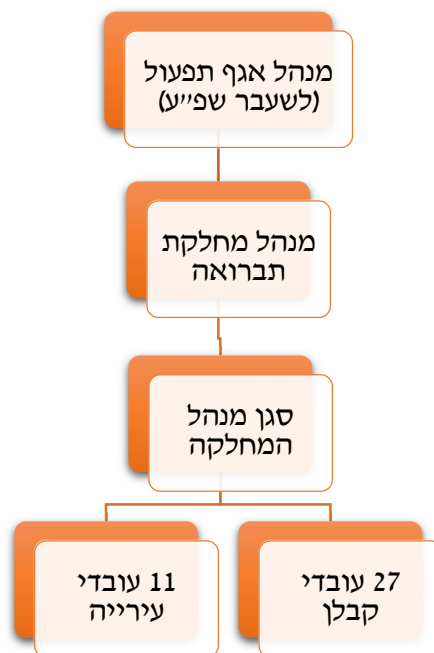 מנהל אגף תפעול
(לשעבר שפ״ע)
מנהל מחלקת
תברואה
סגן מנהל
המחלקה
27 עובדי
קבלן
11 עובדי
עירייה